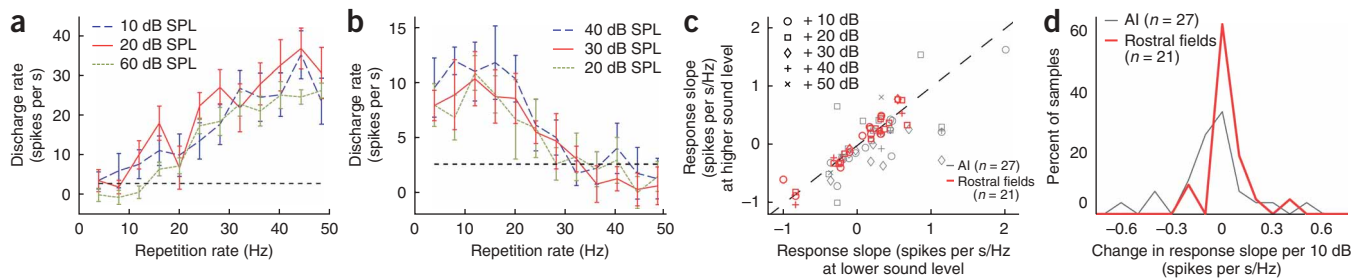 a
10 dB SPL
20 dB SPL
60 dB SPL
Discharge rate
(spikes per s)
40
30
20
10
0
0 10 20 30 40 50
Repetition rate (Hz)
b
40 dB SPL
30 dB SPL
20 dB SPL
Discharge rate
(spikes per s)
15
10
5
0
0 10 20 30 40 50
Repetition rate (Hz)
c
+ 10 dB
+ 20 dB
+ 30 dB
+ 40 dB
+ 50 dB
Response slope
(spikes per s/Hz)
at higher sound level
2
1
0
–1
AI (n = 27)
Rostral fields
(n = 21)
–1 0 1 2
Response slope (spikes per s/Hz
at lower sound level
d
AI (n = 27)
Rostral fields
(n = 21)
Percent of samples
60
40
20
0
–0.6 –0.3 0 0.3 0.6
Change in response slope per 10 dB
(spikes per s/Hz)